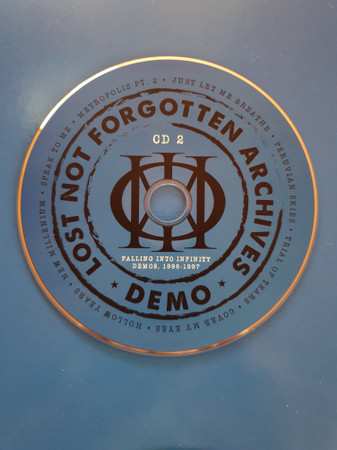 NEW MILLENIUM • SPEAK TO ME • METROPOLIS PT. 2 • JUST LET ME BREATHE • PERUVIAN SKIES • TRIAL OF TEARS • COVER MY EYES • HOLLOW YEARS •
LOST NOT FORGOTTEN ARCHIVES
CD 2
FALLING INTO INFINITY
DEMOS, 1996-1997
• DEMO •